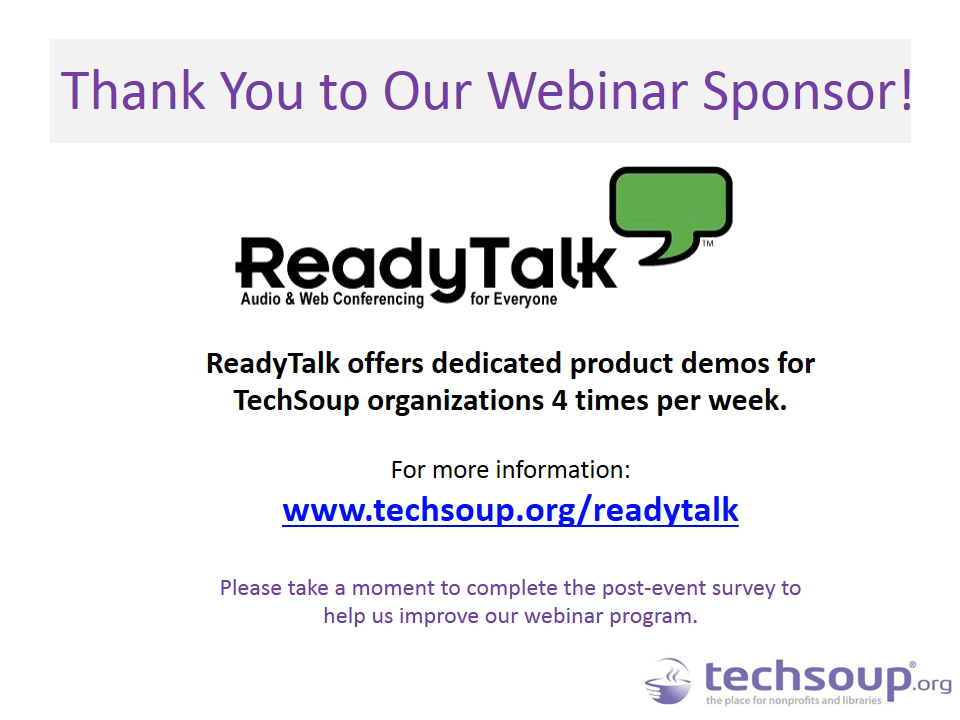 Thank You to Our Webinar Sponsor!
ReadyTalk
TM
Audio & Web Conferencing for Everyone
ReadyTalk offers dedicated product demos for
TechSoup organizations 4 times per week.
For more information:
www.techsoup.org/readytalk
Please take a moment to complete the post-event survey to
help us improve our webinar program.
techsoup®.org
the place for nonprofits and libraries